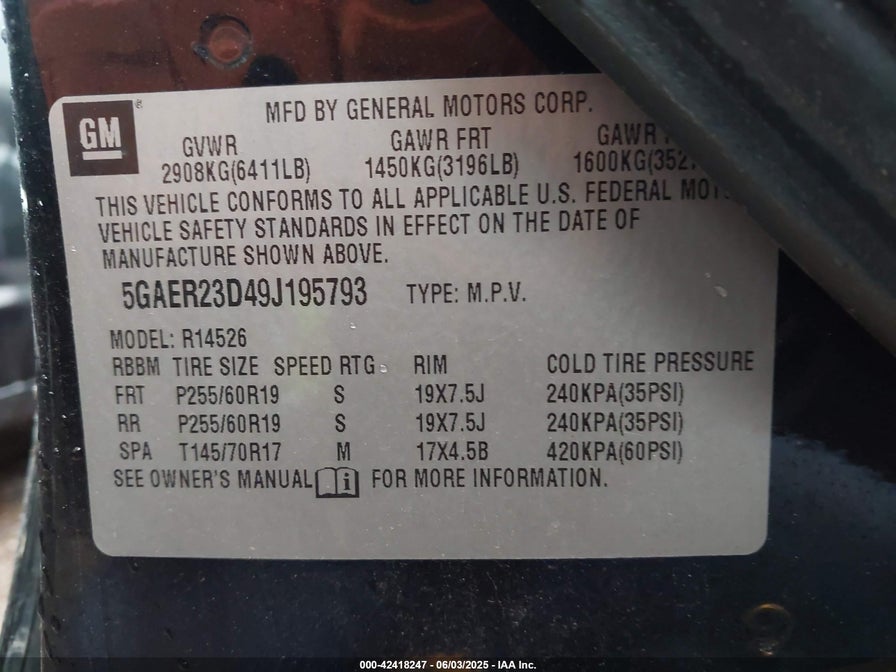 GM
®
MFD BY GENERAL MOTORS CORP.
GVWR GAWR FRT GAWR
2908KG(6411LB) 1450KG(3196LB)
THIS VEHICLE CONFORMS TO ALL APPLICABLE U.S. FEDERAL
VEHICLE SAFETY STANDARDS IN EFFECT ON THE DATE OF
MANUFACTURE SHOWN ABOVE.
5GAER23D49J195793 TYPE: M.P.V.
MODEL: R14526
RBBM TIRE SIZE SPEED RTG RIM COLD TIRE PRESSURE
FRT P255/60R19 S 19X7.5J 240KPA(35PSI)
RR P255/60R19 S 19X7.5J 240KPA(35PSI)
SPA T145/70R17 M 17X4.5B 420KPA(60PSI)
SEE OWNER'S MANUAL i FOR MORE INFORMATION.
000-42418247 - 06/03/2025 - IAA Inc.